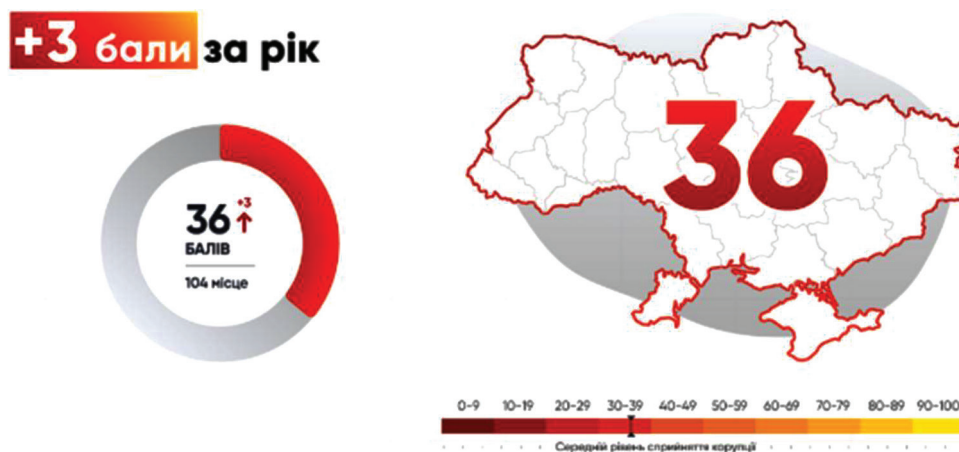 +3 бали за рік
36 +3
БАЛІВ
104 місце
36
0-9 10-19 20-29 30-39 40-49 50-59 60-69 70-79 80-89 90-100
Середній рівень сприйняття корупції